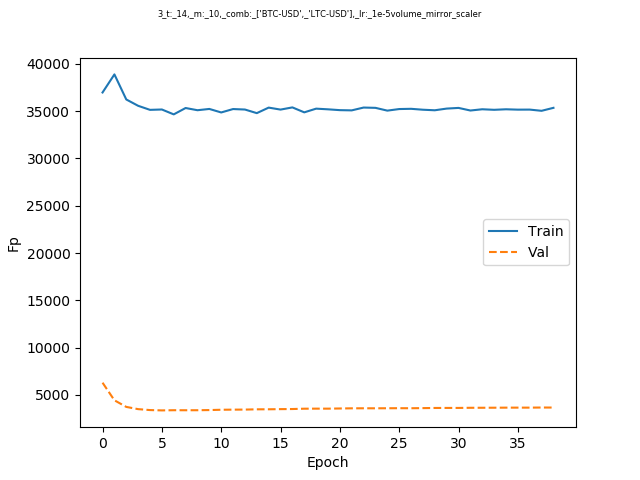 3_t:_14,_m:_10,_comb:_['BTC-USD',_'LTC-USD'],_lr:_1e-5volume_mirror_scaler
40000
35000
30000
25000
20000
15000
10000
5000
Fp
Train
Val
0 5 10 15 20 25 30 35
Epoch